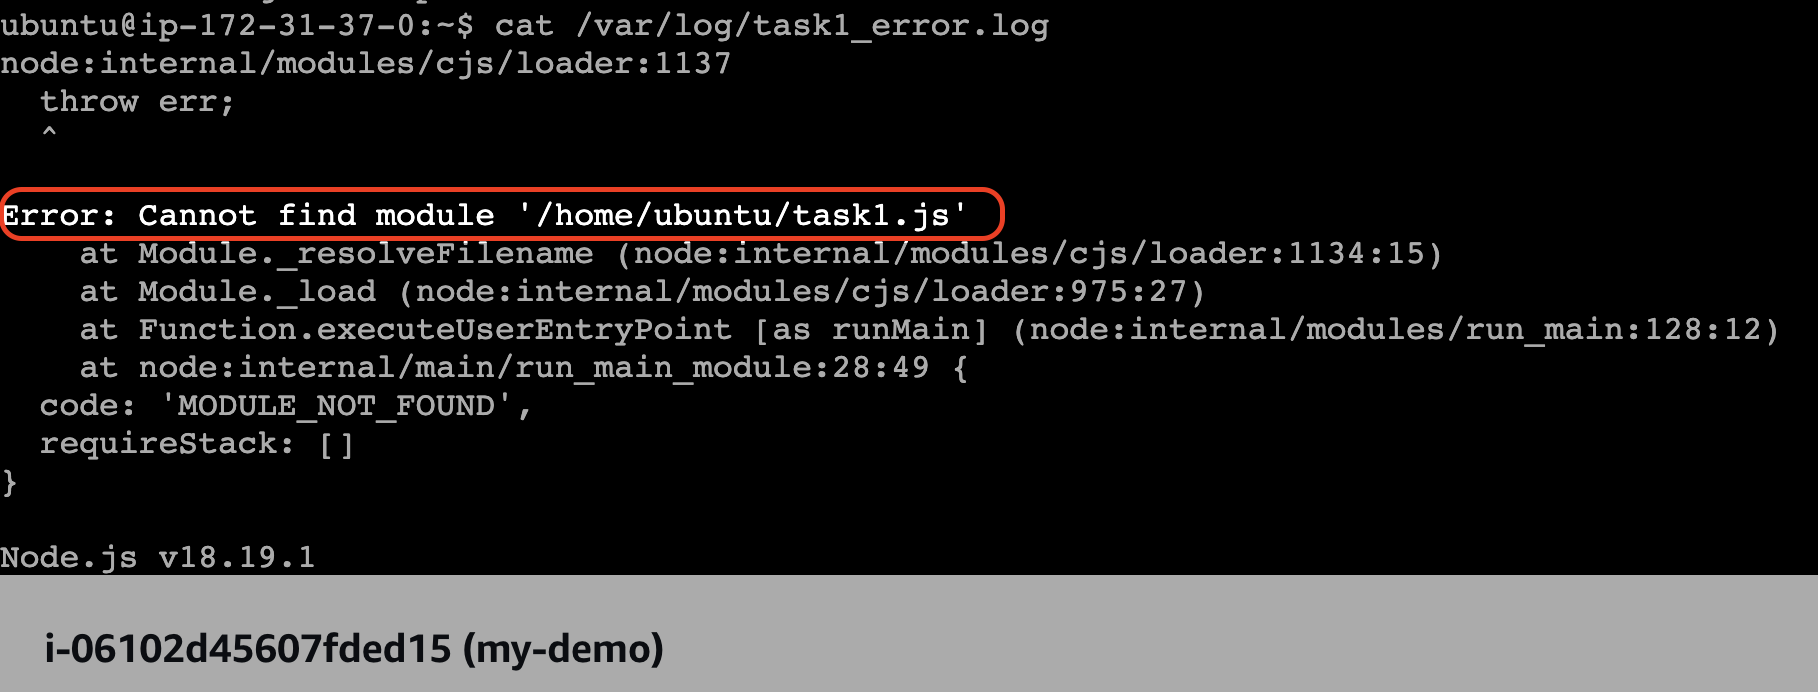 ubuntu@ip-172-31-37-0:~$ cat /var/log/task1_error.log
node:internal/modules/cjs/loader:1137
  throw err;
  ^

Error: Cannot find module '/home/ubuntu/task1.js'
    at Module._resolveFilename (node:internal/modules/cjs/loader:1134:15)
    at Module._load (node:internal/modules/cjs/loader:975:27)
    at Function.executeUserEntryPoint [as runMain] (node:internal/modules/run_main:128:12)
    at node:internal/main/run_main_module:28:49 {
  code: 'MODULE_NOT_FOUND',
  requireStack: []
}

Node.js v18.19.1
i-06102d45607fded15 (my-demo)